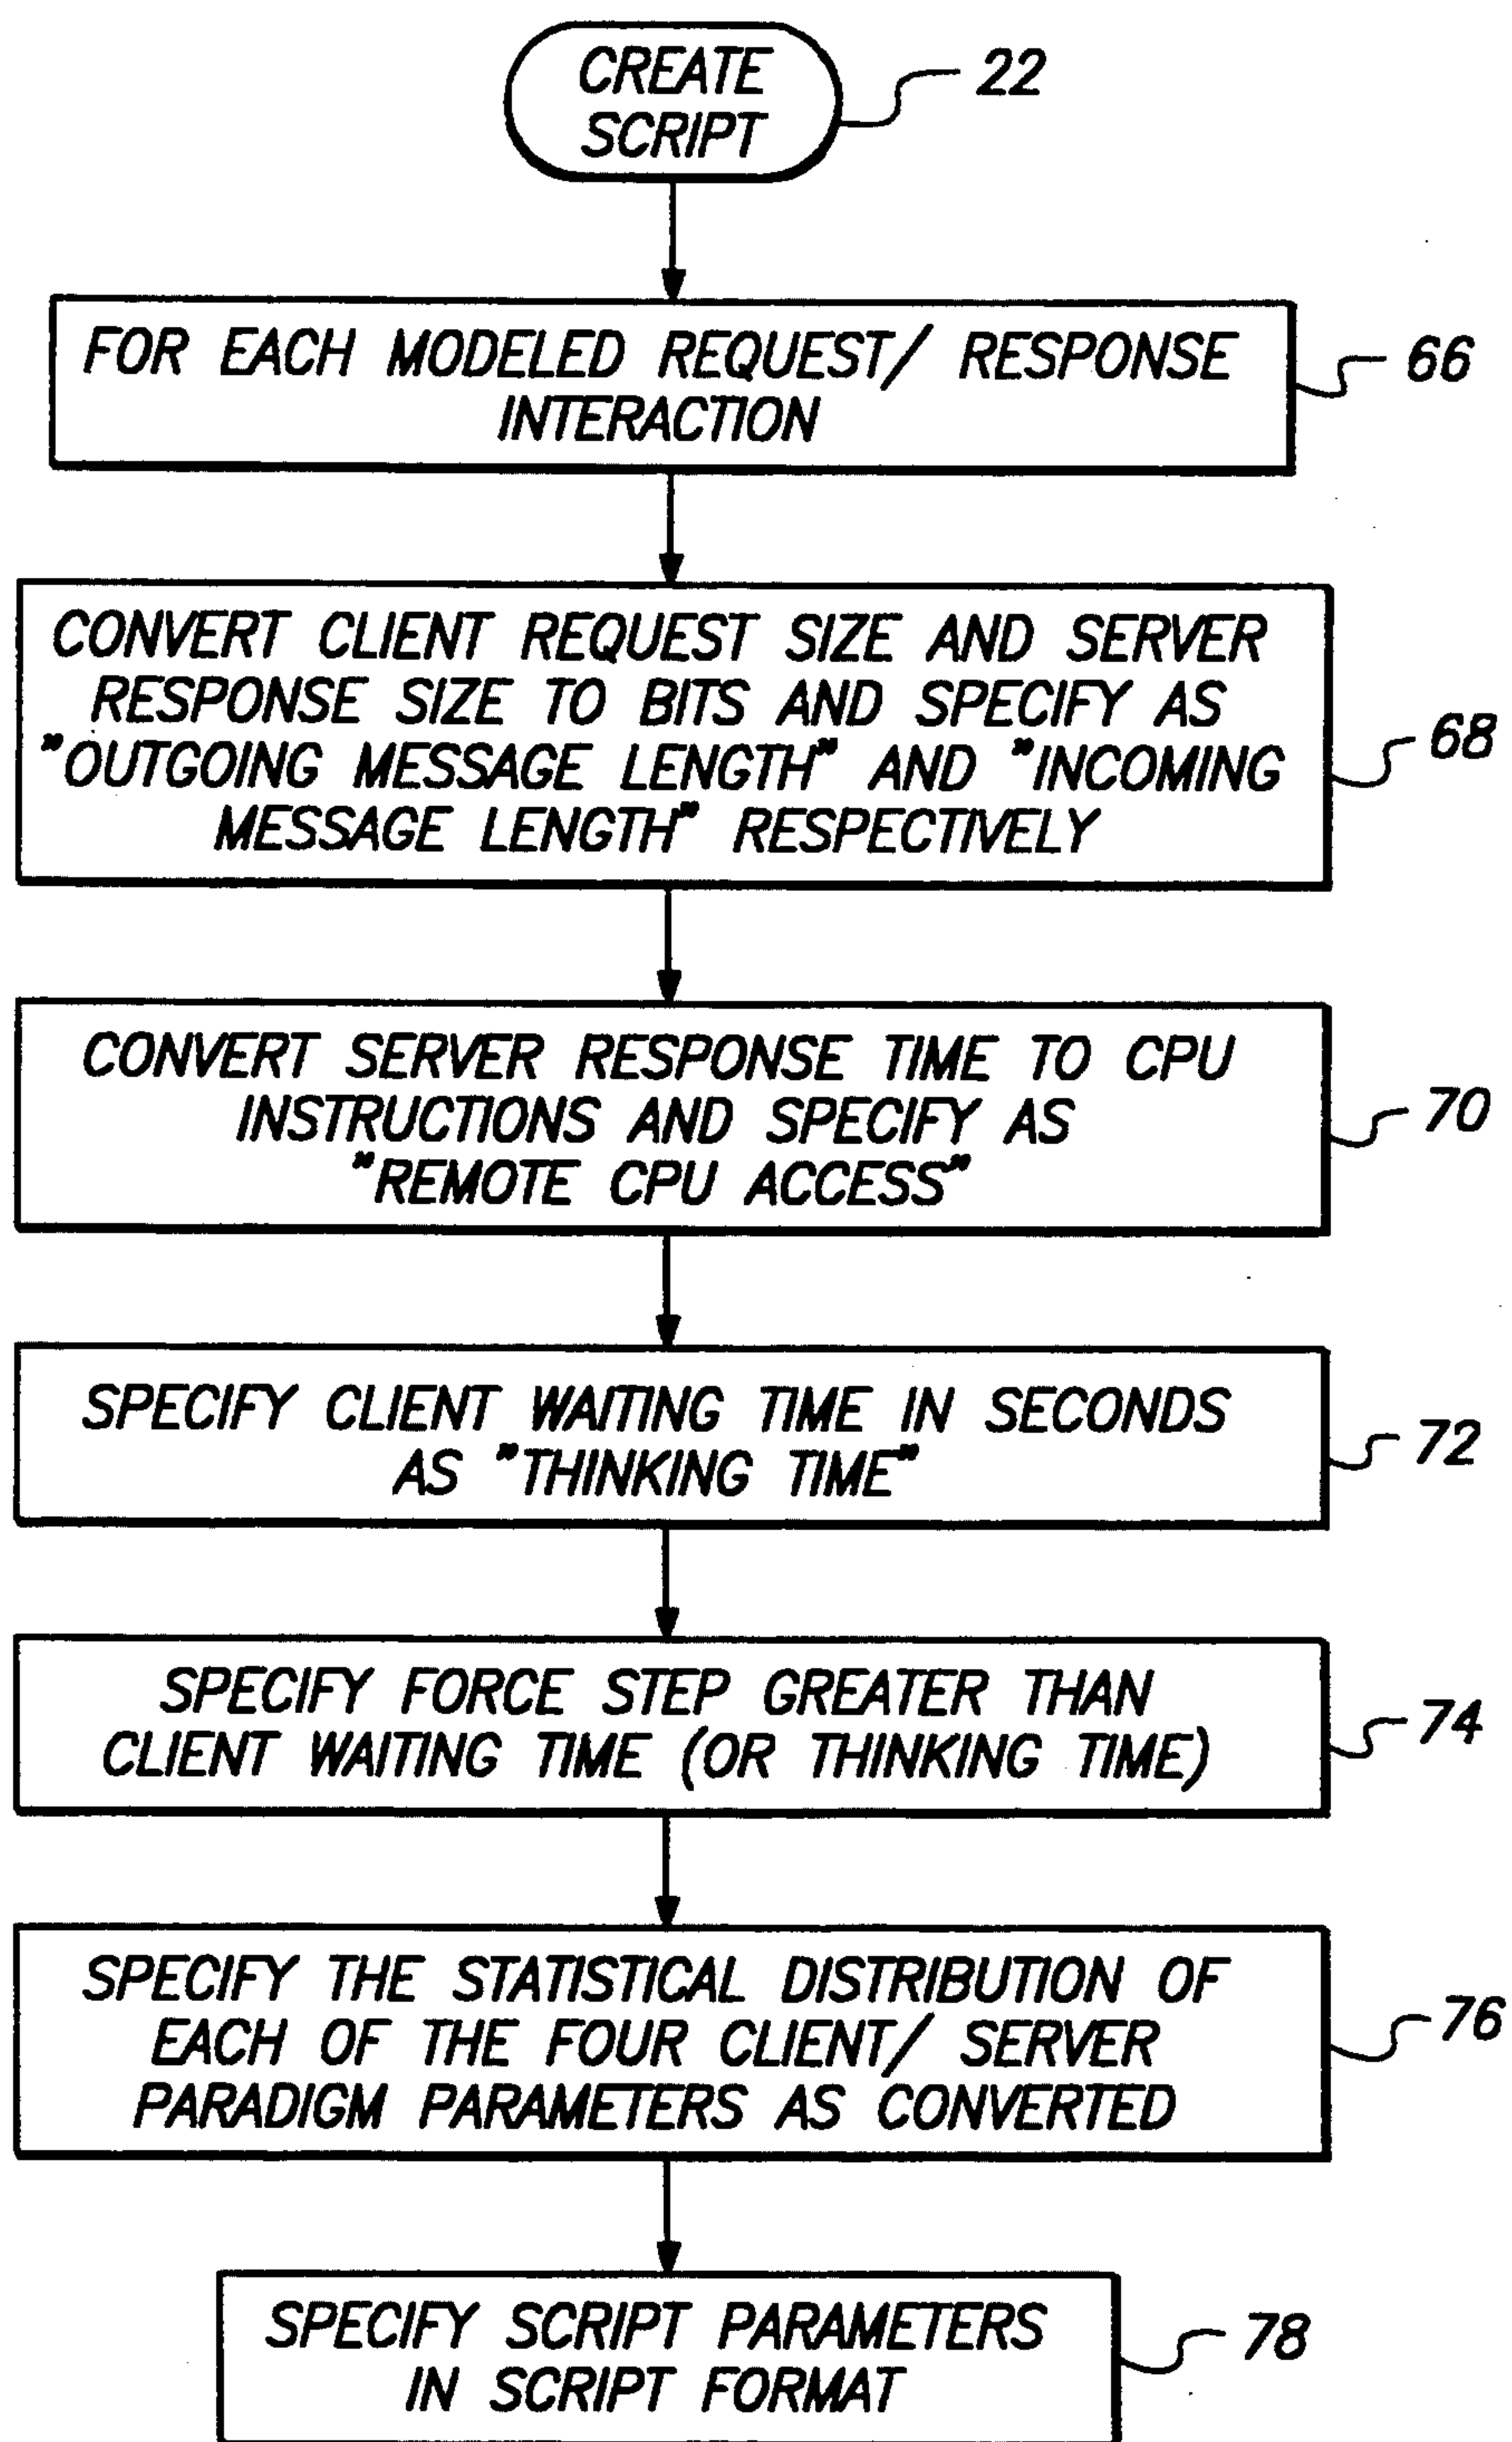 CREATE
SCRIPT
22
FOR EACH MODELED REQUEST/ RESPONSE
INTERACTION
66
CONVERT CLIENT REQUEST SIZE AND SERVER
RESPONSE SIZE TO BITS AND SPECIFY AS
"OUTGOING MESSAGE LENGTH" AND "INCOMING
MESSAGE LENGTH" RESPECTIVELY
68
CONVERT SERVER RESPONSE TIME TO CPU
INSTRUCTIONS AND SPECIFY AS
"REMOTE CPU ACCESS"
70
SPECIFY CLIENT WAITING TIME IN SECONDS
AS "THINKING TIME"
72
SPECIFY FORCE STEP GREATER THAN
CLIENT WAITING TIME (OR THINKING TIME)
74
SPECIFY THE STATISTICAL DISTRIBUTION OF
EACH OF THE FOUR CLIENT/ SERVER
PARADIGM PARAMETERS AS CONVERTED
76
SPECIFY SCRIPT PARAMETERS
IN SCRIPT FORMAT
78